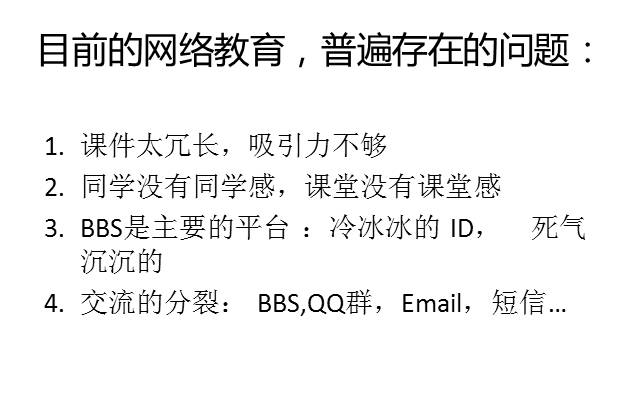 目前的网络教育，普遍存在的问题：
1. 课件太冗长，吸引力不够
2. 同学没有同学感，课堂没有课堂感
3. BBS是主要的平台：冷冰冰的 ID， 死气
沉沉的
4. 交流的分裂： BBS,QQ群，Email，短信…